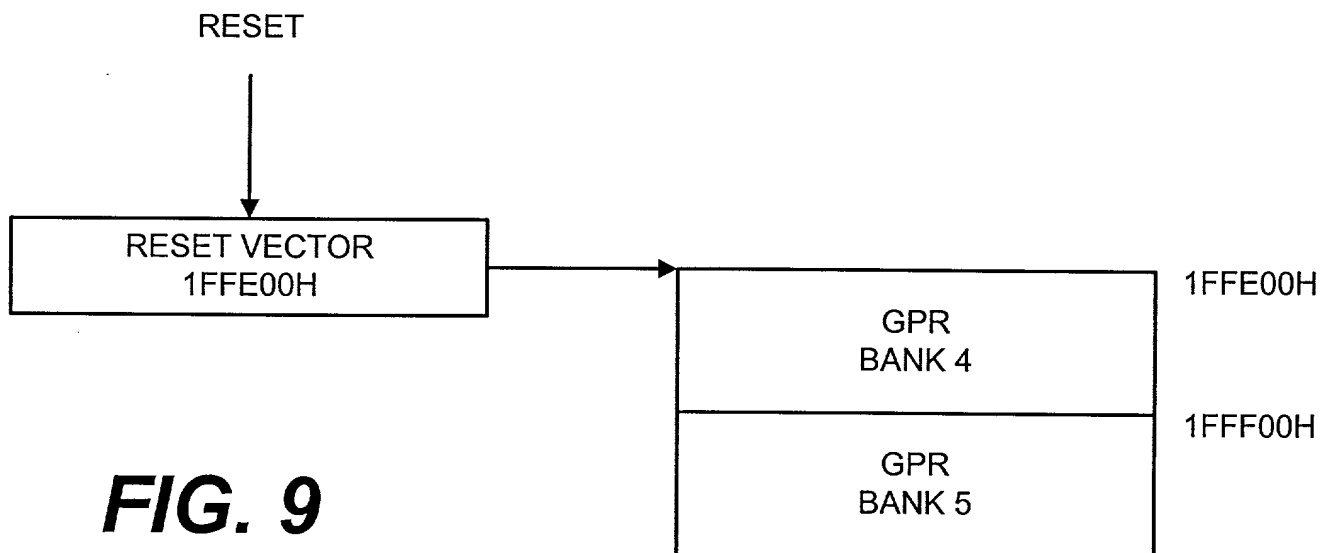 RESET
RESET VECTOR
1FFE00H
1FFE00H
GPR
BANK 4
1FFF00H
GPR
BANK 5
FIG. 9